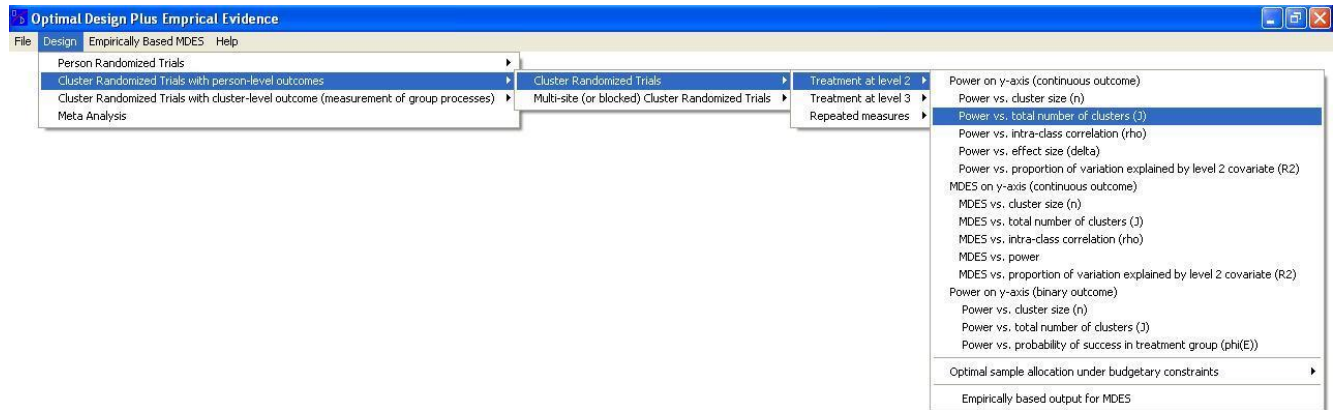 Optimal Design Plus Emprical Evidence
File Design Empirically Based MDES Help
Person Randomized Trials
Cluster Randomized Trials with person-level outcomes
Cluster Randomized Trials with cluster-level outcome (measurement of group processes)
Meta Analysis
Cluster Randomized Trials
Multi-site (or blocked) Cluster Randomized Trials
Treatment at level 2
Treatment at level 3
Repeated measures
Power on y-axis (continuous outcome)
Power vs. cluster size (n)
Power vs. total number of clusters (J)
Power vs. intra-class correlation (rho)
Power vs. effect size (delta)
Power vs. proportion of variation explained by level 2 covariate (R2)
MDES on y-axis (continuous outcome)
MDES vs. cluster size (n)
MDES vs. total number of clusters (J)
MDES vs. intra-class correlation (rho)
MDES vs. power
MDES vs. proportion of variation explained by level 2 covariate (R2)
Power on y-axis (binary outcome)
Power vs. cluster size (n)
Power vs. total number of clusters (J)
Power vs. probability of success in treatment group (phi(E))
Optimal sample allocation under budgetary constraints
Empirically based output for MDES